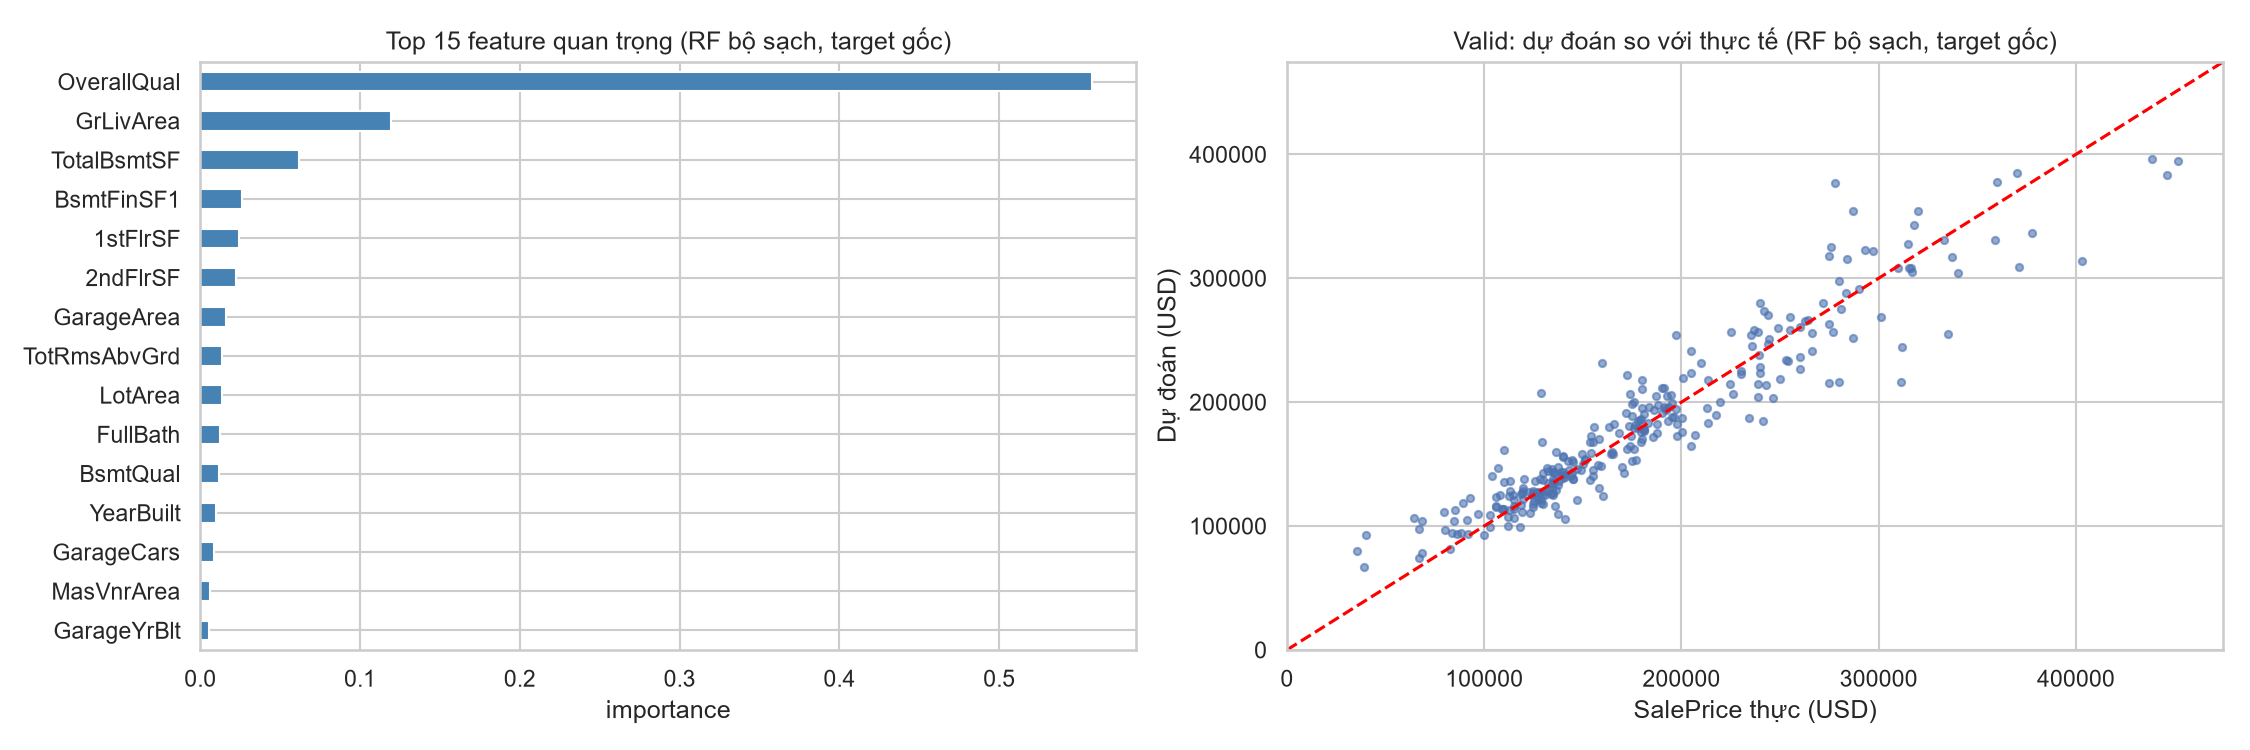 Top 15 feature quan trọng (RF bộ sạch, target gốc)
OverallQual
GrLivArea
TotalBsmtSF
BsmtFinSF1
1stFlrSF
2ndFlrSF
GarageArea
TotRmsAbvGrd
LotArea
FullBath
BsmtQual
YearBuilt
GarageCars
MasVnrArea
GarageYrBlt
0.0 0.1 0.2 0.3 0.4 0.5
importance
Valid: dự đoán so với thực tế (RF bộ sạch, target gốc)
Dự đoán (USD)
400000
300000
200000
100000
0
0 100000 200000 300000 400000
SalePrice thực (USD)